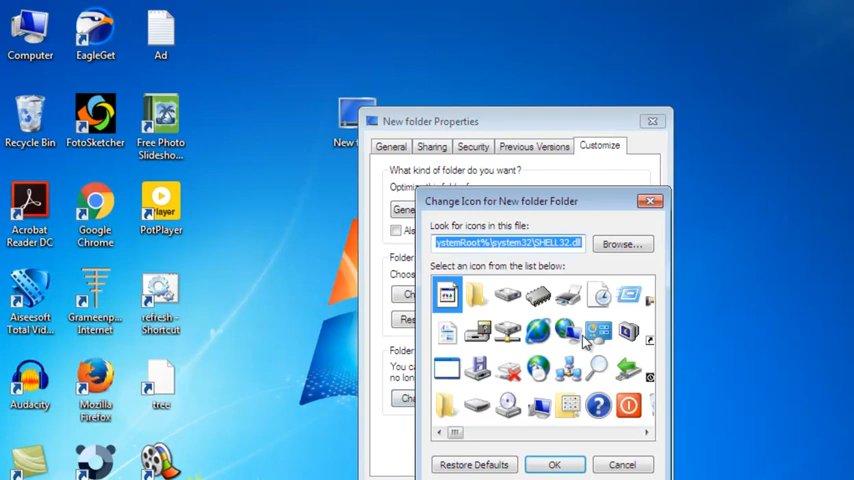 Computer
EagleGet
Ad
Recycle Bin
FotoSketcher
Free Photo
Slidesho...
Acrobat
Reader DC
Google
Chrome
Player
PotPlayer
Aiseesoft
Total Vid...
Grameenp...
Internet
refresh -
Shortcut
Audacity
Mozilla
Firefox
tree
New folder Properties
General
Sharing
Security
Previous Versions
Customize
What kind of folder do you want?
Change Icon for New folder Folder
Look for icons in this file:
ystemRoot%\system32\SHELL32.dll
Browse...
Select an icon from the list below:
Restore Defaults
OK
Cancel